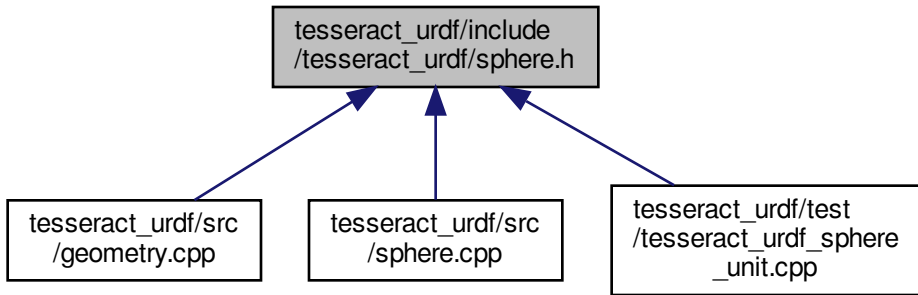 tesseract_urdf/include
/tesseract_urdf/sphere.h
tesseract_urdf/src
/geometry.cpp
tesseract_urdf/src
/sphere.cpp
tesseract_urdf/test
/tesseract_urdf_sphere
_unit.cpp